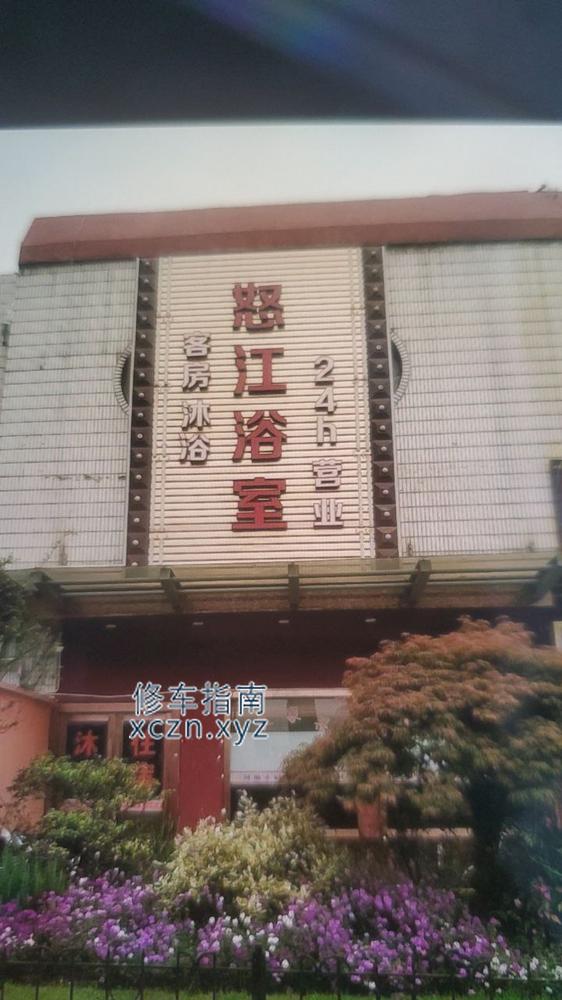 怒江浴室
客房沐浴
24h营业
修车指南
xczn.xyz
沐
住